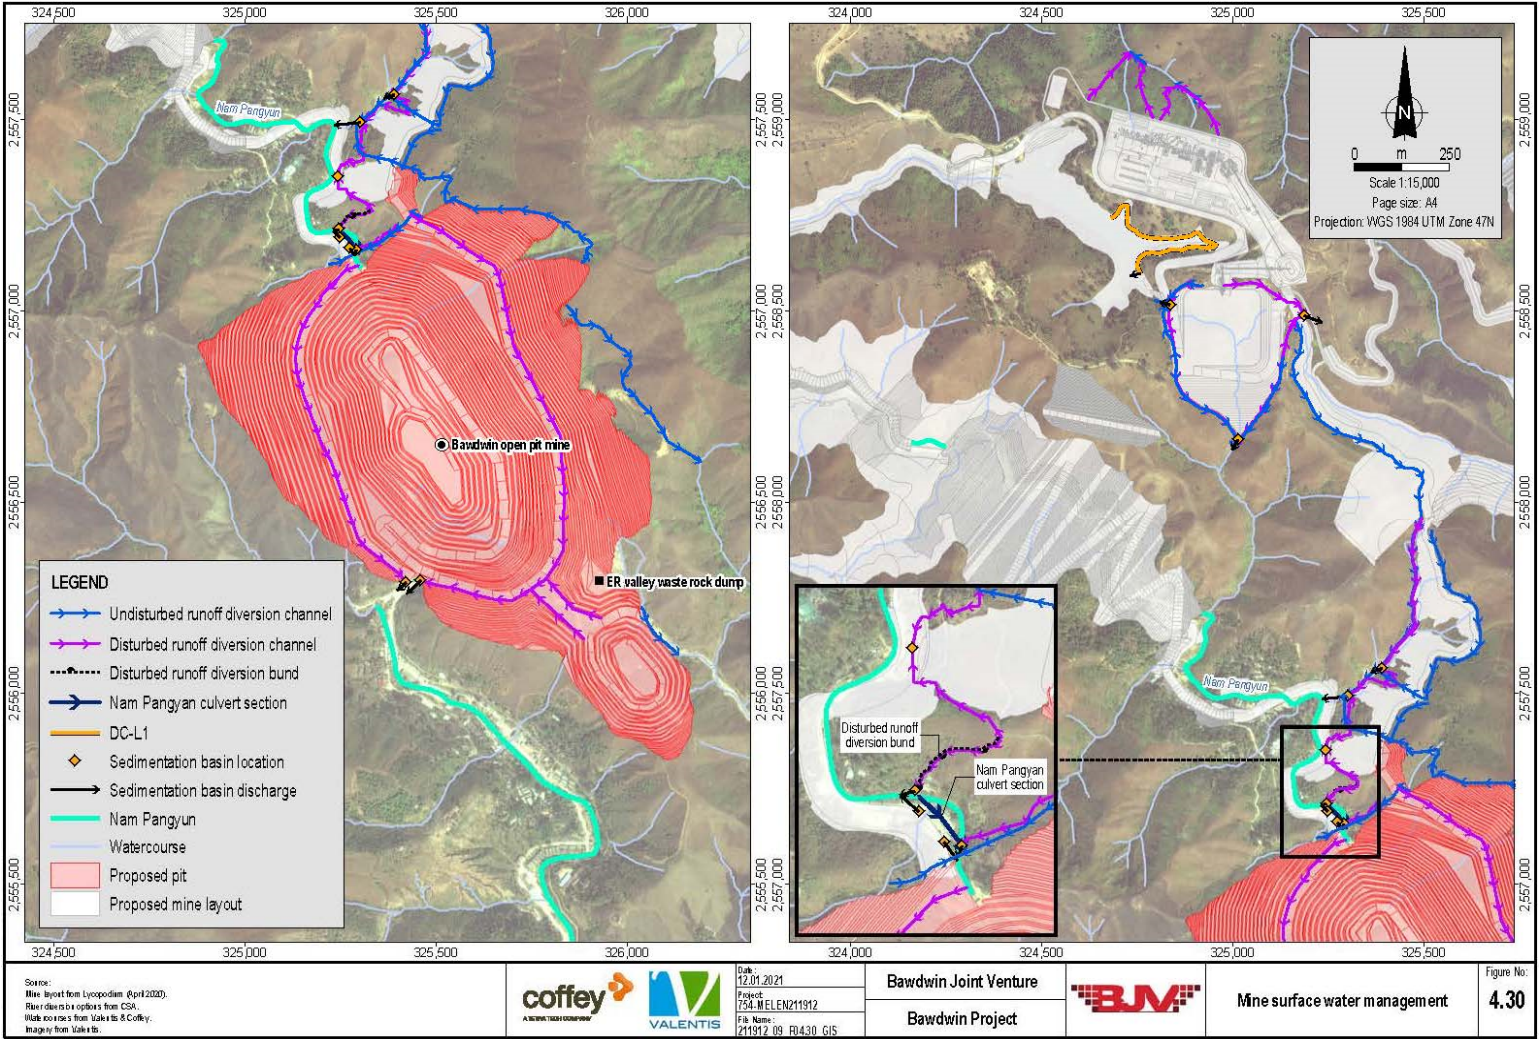 324,500
325,000
325,500
326,000
324,000
324,500
325,000
325,500
2,557,500
2,557,000
2,556,500
2,556,000
2,555,500
2,557,500
2,557,000
2,556,500
2,556,000
2,555,500
2,559,000
2,558,500
2,558,000
2,557,500
2,557,000
2,559,000
2,558,500
2,558,000
2,557,500
2,557,000
Nam Pangyun
Bawdwin open pit mine
ER valley waste rock dump
LEGEND
Undisturbed runoff diversion channel
Disturbed runoff diversion channel
Disturbed runoff diversion bund
Nam Pangyan culvert section
DC-L1
Sedimentation basin location
Sedimentation basin discharge
Nam Pangyun
Watercourse
Proposed pit
Proposed mine layout
N
0 m 250
Scale 1:15,000
Page size: A4
Projection: WGS 1984 UTM Zone 47N
Nam Pangyun
Disturbed runoff
diversion bund
Nam Pangyan
culvert section
324,500
325,000
325,500
326,000
324,000
324,500
325,000
325,500
Source:
Mine layout from Lycopodium (April 2020).
River diversion options from CSA.
Watercourses from Valentis & Coffey.
Imagery from Valentis.
coffey
A TETRA TECH COMPANY
VALENTIS
Date:
12.01.2021
Project:
754-MELEN211912
File Name:
211912_09_F04.30_GIS
Bawdwin Joint Venture
Bawdwin Project
BJV
Mine surface water management
Figure No:
4.30